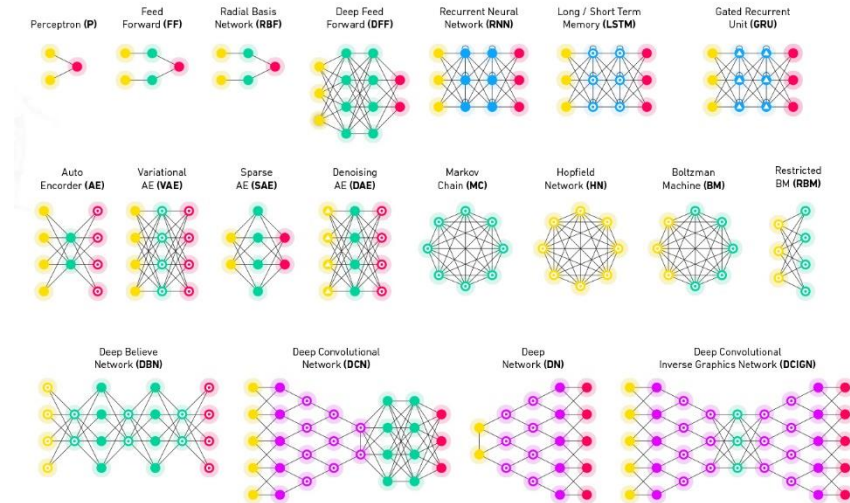 Perceptron (P)
Feed
Forward (FF)
Radial Basis
Network (RBF)
Deep Feed
Forward (DFF)
Recurrent Neural
Network (RNN)
Long / Short Term
Memory (LSTM)
Gated Recurrent
Unit (GRU)
Auto
Encorder (AE)
Variational
AE (VAE)
Sparse
AE (SAE)
Denoising
AE (DAE)
Markov
Chain (MC)
Hopfield
Network (HN)
Boltzman
Machine (BM)
Restricted
BM (RBM)
Deep Believe
Network (DBN)
Deep Convolutional
Network (DCN)
Deep
Network (DN)
Deep Convolutional
Inverse Graphics Network (DCIGN)